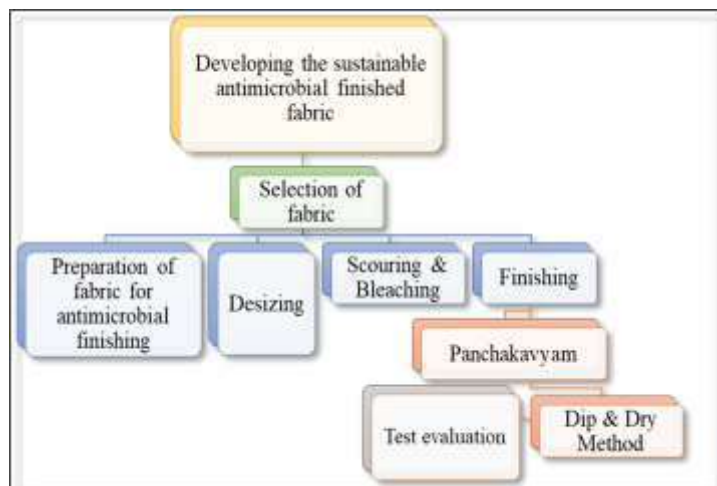 Developing the sustainable
antimicrobial finished
fabric
Selection of
fabric
Preparation of
fabric for
antimicrobial
finishing
Desizing
Scouring &
Bleaching
Finishing
Panchakavyam
Test evaluation
Dip & Dry
Method